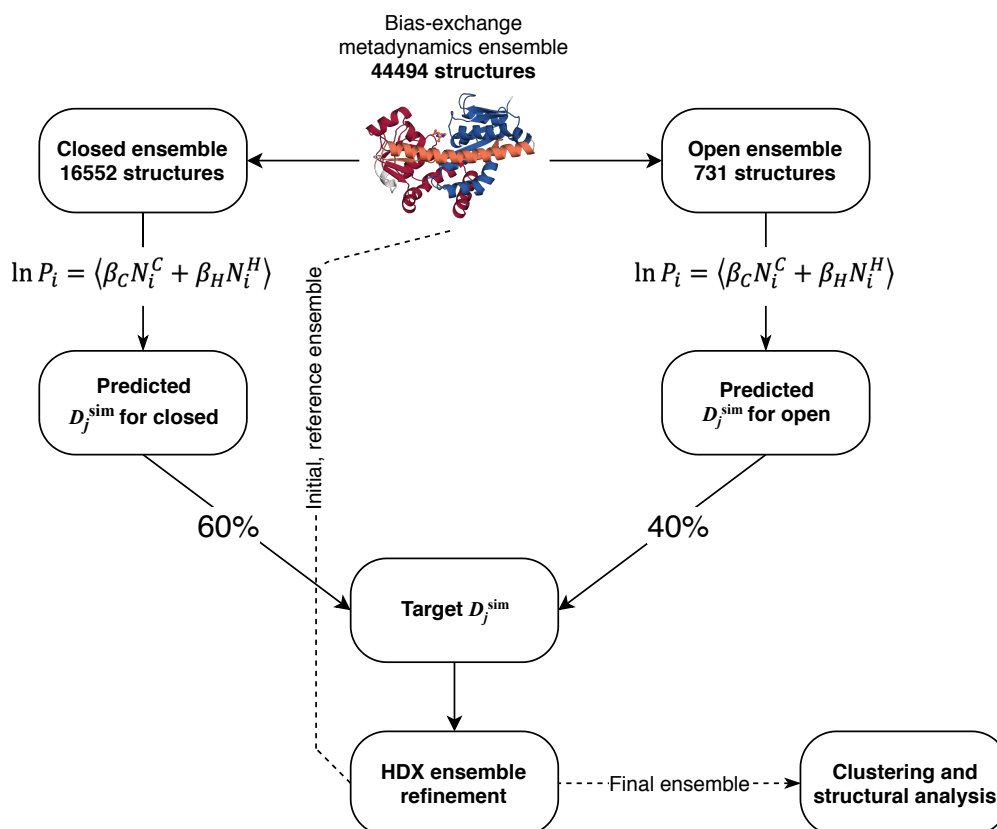 Bias-exchange
metadynamics ensemble
44494 structures
Closed ensemble
16552 structures
Open ensemble
731 structures
ln P_i = ⟨β_C N_i^C + β_H N_i^H⟩
ln P_i = ⟨β_C N_i^C + β_H N_i^H⟩
Initial, reference ensemble
Predicted
D_j^sim for closed
Predicted
D_j^sim for open
60%
40%
Target D_j^sim
HDX ensemble
refinement
Final ensemble
Clustering and
structural analysis